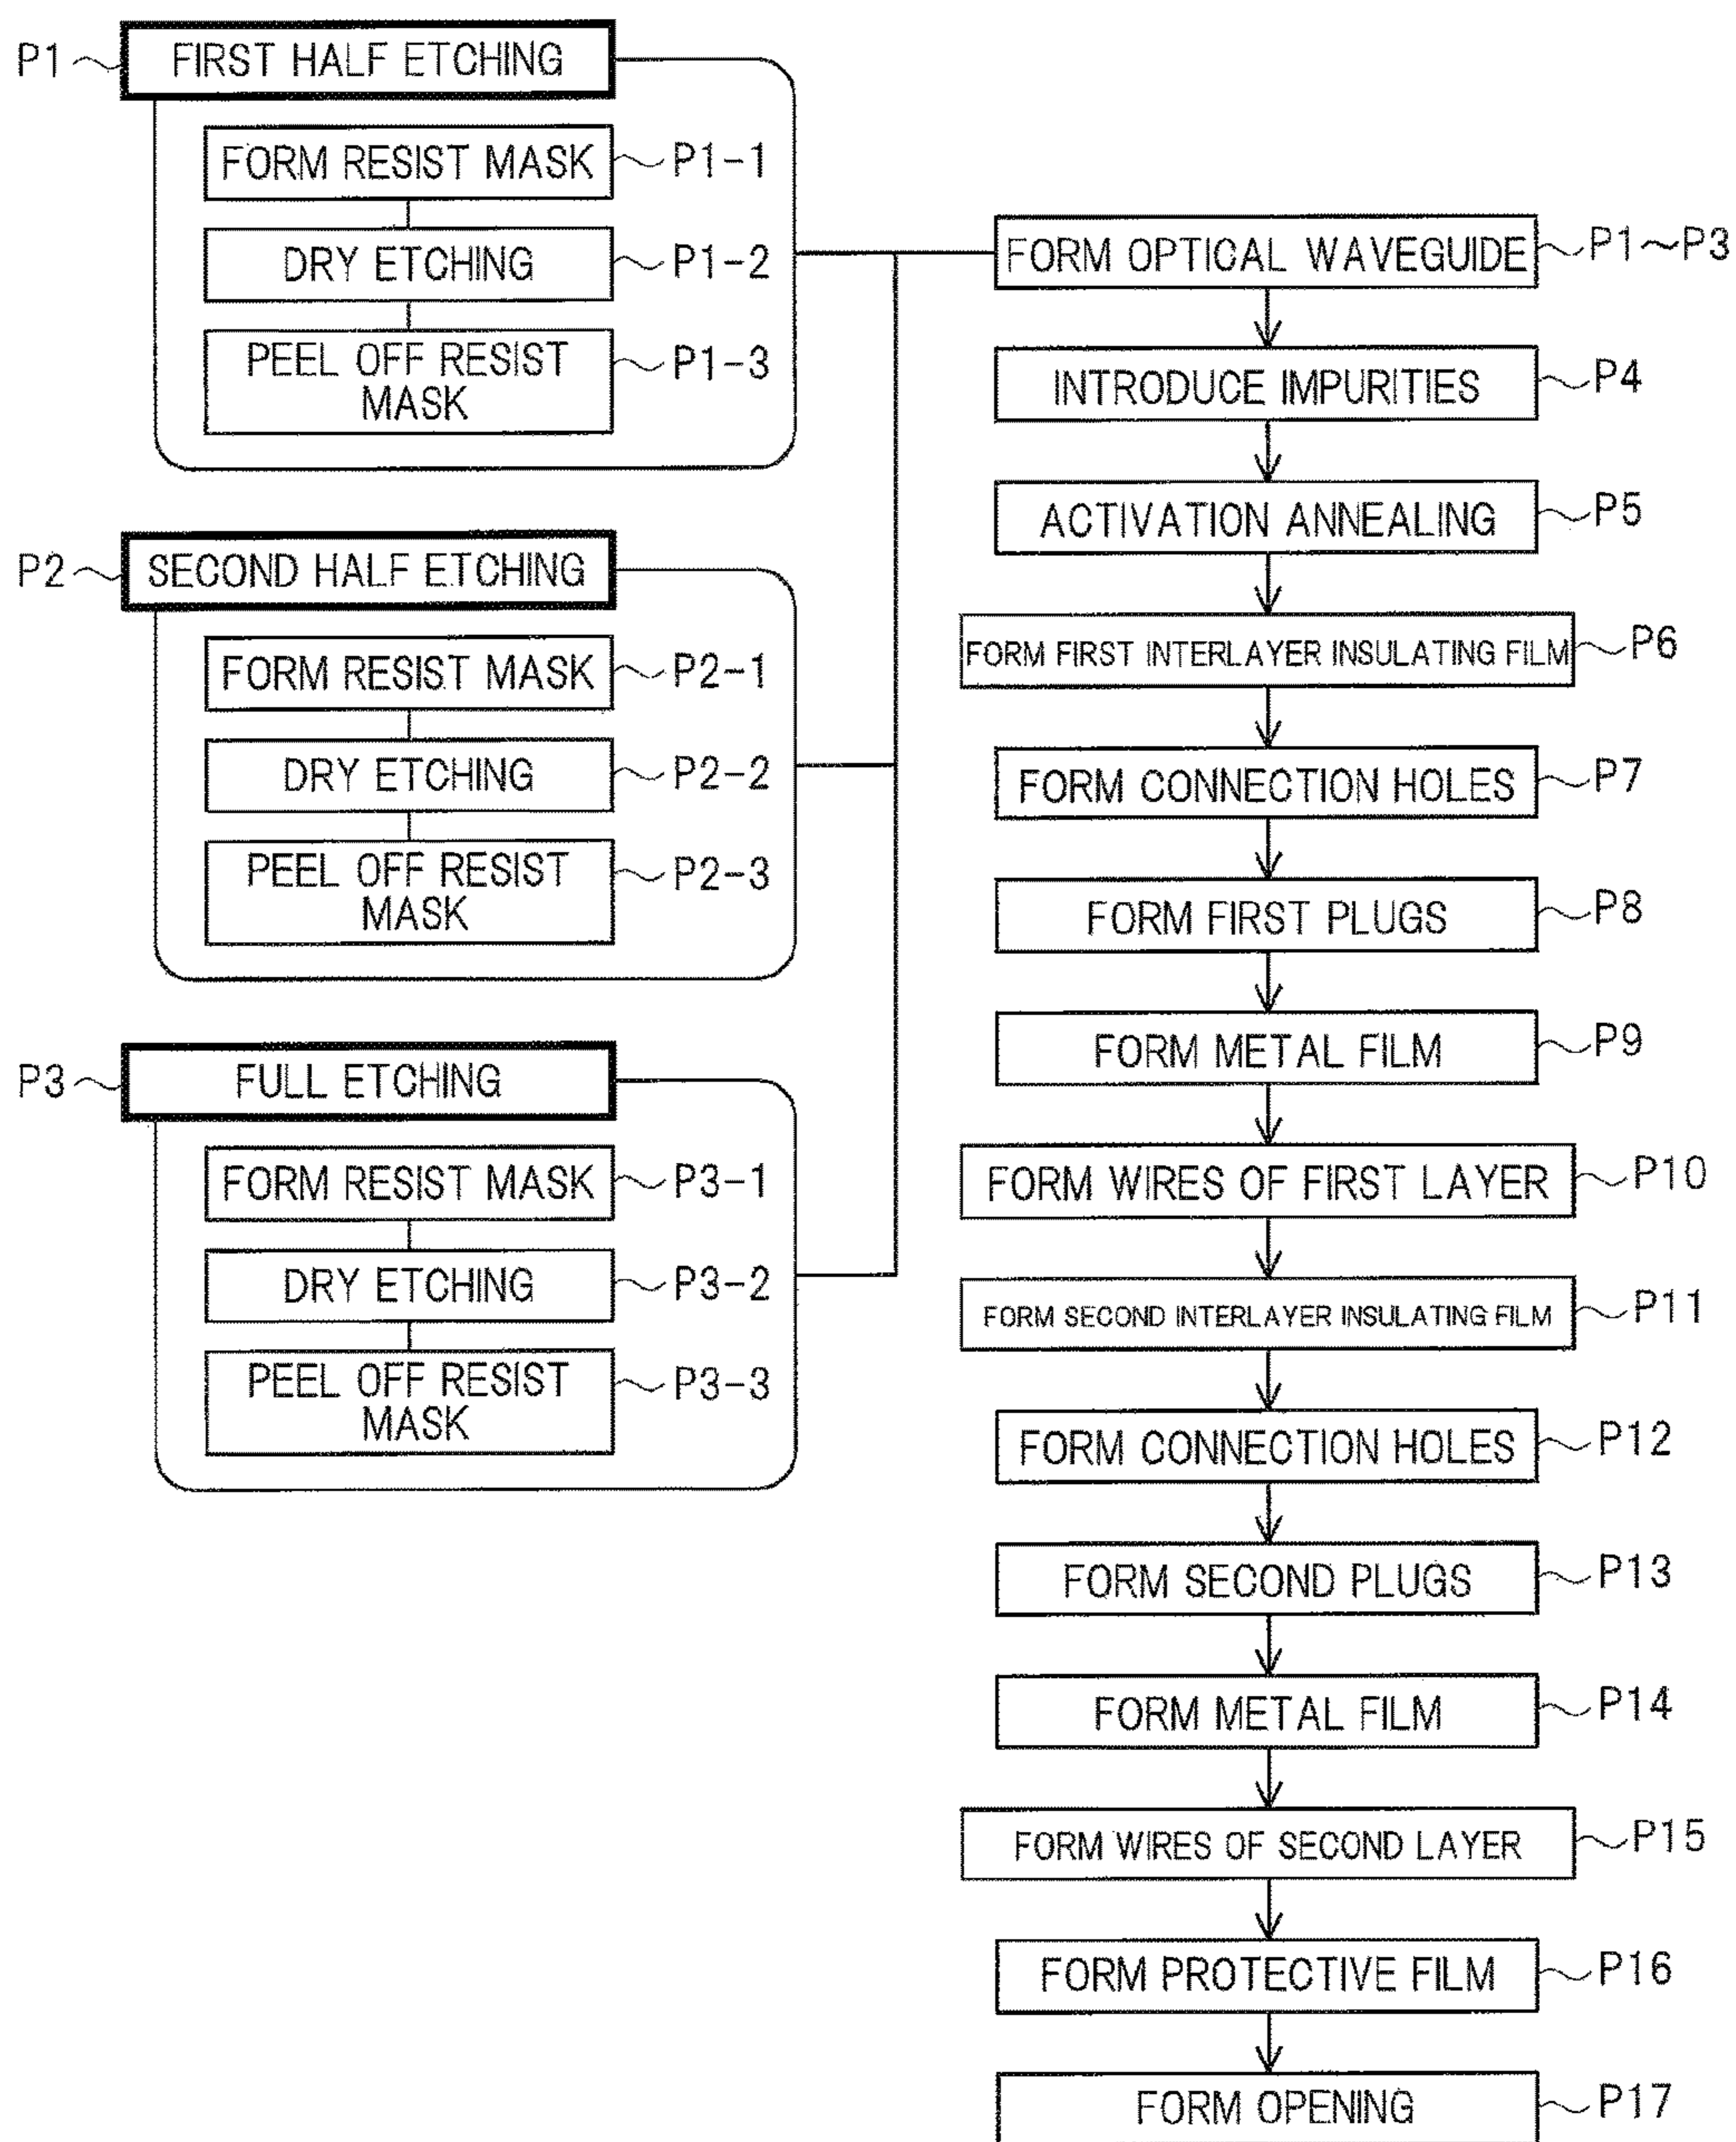 P1 FIRST HALF ETCHING
FORM RESIST MASK P1-1
DRY ETCHING P1-2
PEEL OFF RESIST P1-3
MASK
P2 SECOND HALF ETCHING
FORM RESIST MASK P2-1
DRY ETCHING P2-2
PEEL OFF RESIST P2-3
MASK
P3 FULL ETCHING
FORM RESIST MASK P3-1
DRY ETCHING P3-2
PEEL OFF RESIST P3-3
MASK
FORM OPTICAL WAVEGUIDE P1~P3
INTRODUCE IMPURITIES P4
ACTIVATION ANNEALING P5
FORM FIRST INTERLAYER INSULATING FILM P6
FORM CONNECTION HOLES P7
FORM FIRST PLUGS P8
FORM METAL FILM P9
FORM WIRES OF FIRST LAYER P10
FORM SECOND INTERLAYER INSULATING FILM P11
FORM CONNECTION HOLES P12
FORM SECOND PLUGS P13
FORM METAL FILM P14
FORM WIRES OF SECOND LAYER P15
FORM PROTECTIVE FILM P16
FORM OPENING P17